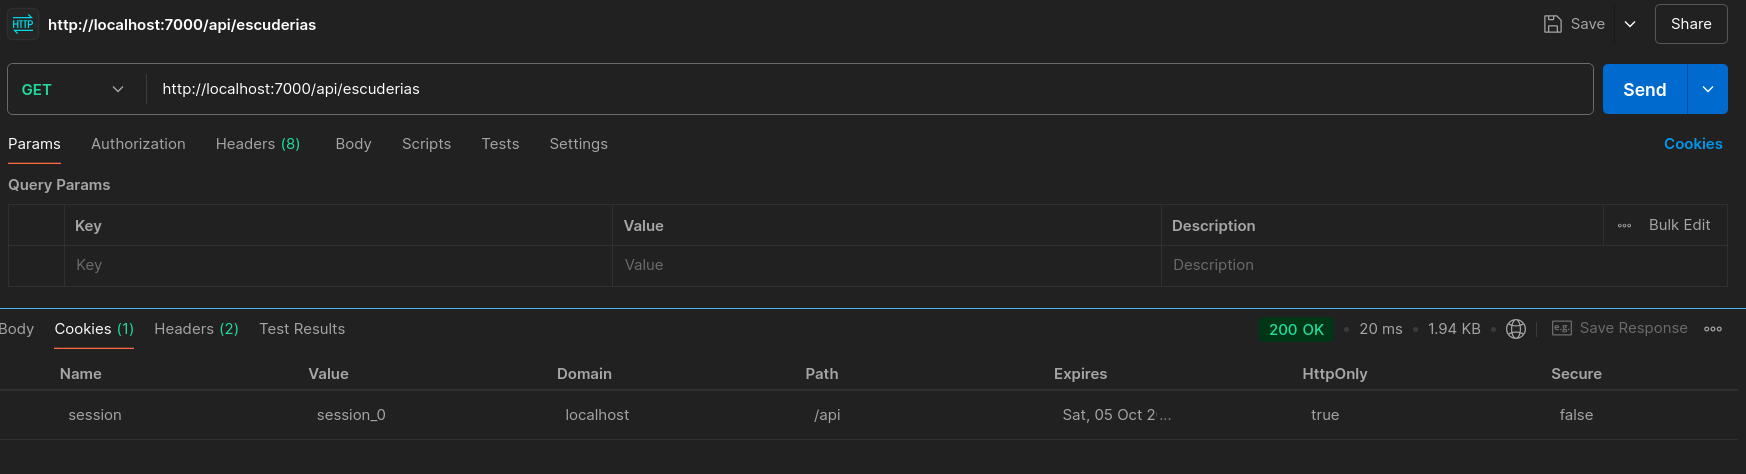 HTTP http://localhost:7000/api/escuderias Save Share
GET http://localhost:7000/api/escuderias Send
Params Authorization Headers (8) Body Scripts Tests Settings Cookies
Query Params
Key Value Description Bulk Edit
Key Value Description
Body Cookies (1) Headers (2) Test Results 200 OK 20 ms 1.94 KB e.g. Save Response
Name Value Domain Path Expires HttpOnly Secure
session session_0 localhost /api Sat, 05 Oct 2... true false